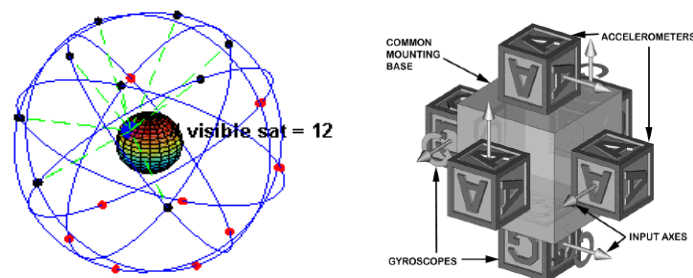 visible sat = 12
COMMON
MOUNTING
BASE
ACCELEROMETERS
A
A
A
A
A
A
G
G
GYROSCOPES
INPUT AXES